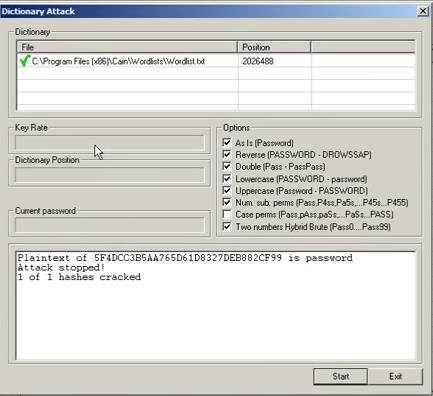 Dictionary Attack
Dictionary
File Position
C:\Program Files (x86)\Cain\Wordlists\Wordlist.txt 2026488
Key Rate
Dictionary Position
Current password
Options
As Is (Password)
Reverse (PASSWORD - DROWSSAP)
Double (Pass - PassPass)
Lowercase (PASSWORD - password)
Uppercase (Password - PASSWORD)
Num. sub. perms (Pass,P4ss,Pa5s,...P45s...P455)
Case perms (Pass,pAss,paSs,...PaSs...PASS)
Two numbers Hybrid Brute (Pass0....Pass99)
Plaintext of 5F4DCC3B5AA765D61D8327DEB882CF99 is password
Attack stopped!
1 of 1 hashes cracked
Start Exit